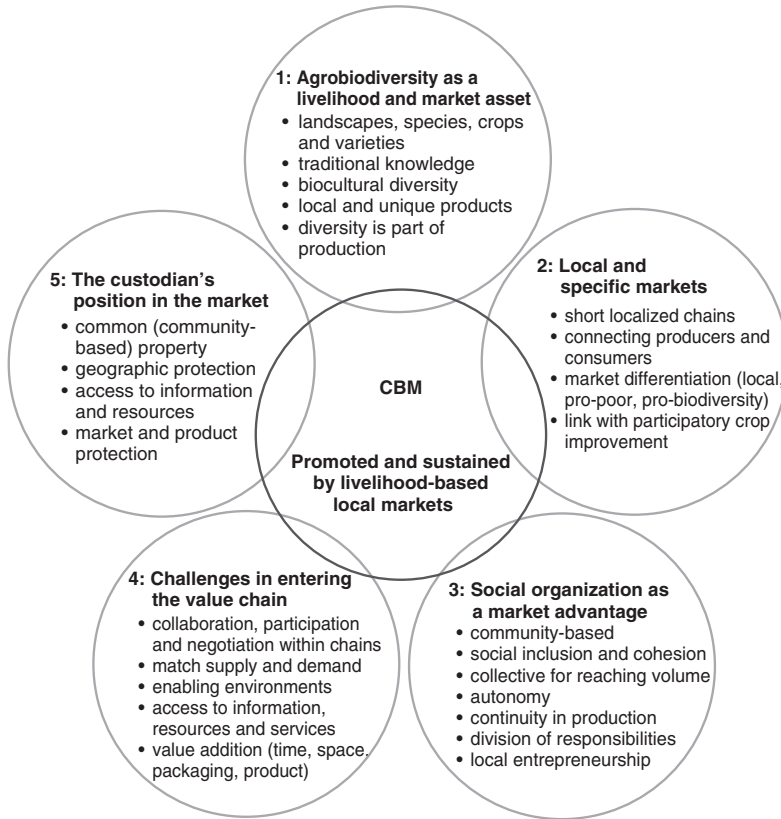 1: Agrobiodiversity as a
livelihood and market asset
• landscapes, species, crops
and varieties
• traditional knowledge
• biocultural diversity
• local and unique products
• diversity is part of
production
2: Local and
specific markets
• short localized chains
• connecting producers and
consumers
• market differentiation (local,
pro-poor, pro-biodiversity)
• link with participatory crop
improvement
3: Social organization as
a market advantage
• community-based
• social inclusion and cohesion
• collective for reaching volume
• autonomy
• continuity in production
• division of responsibilities
• local entrepreneurship
4: Challenges in entering
the value chain
• collaboration, participation
and negotiation within chains
• match supply and demand
• enabling environments
• access to information,
resources and services
• value addition (time, space,
packaging, product)
5: The custodian's
position in the market
• common (community-
based) property
• geographic protection
• access to information
and resources
• market and product
protection
CBM
Promoted and sustained
by livelihood-based
local markets